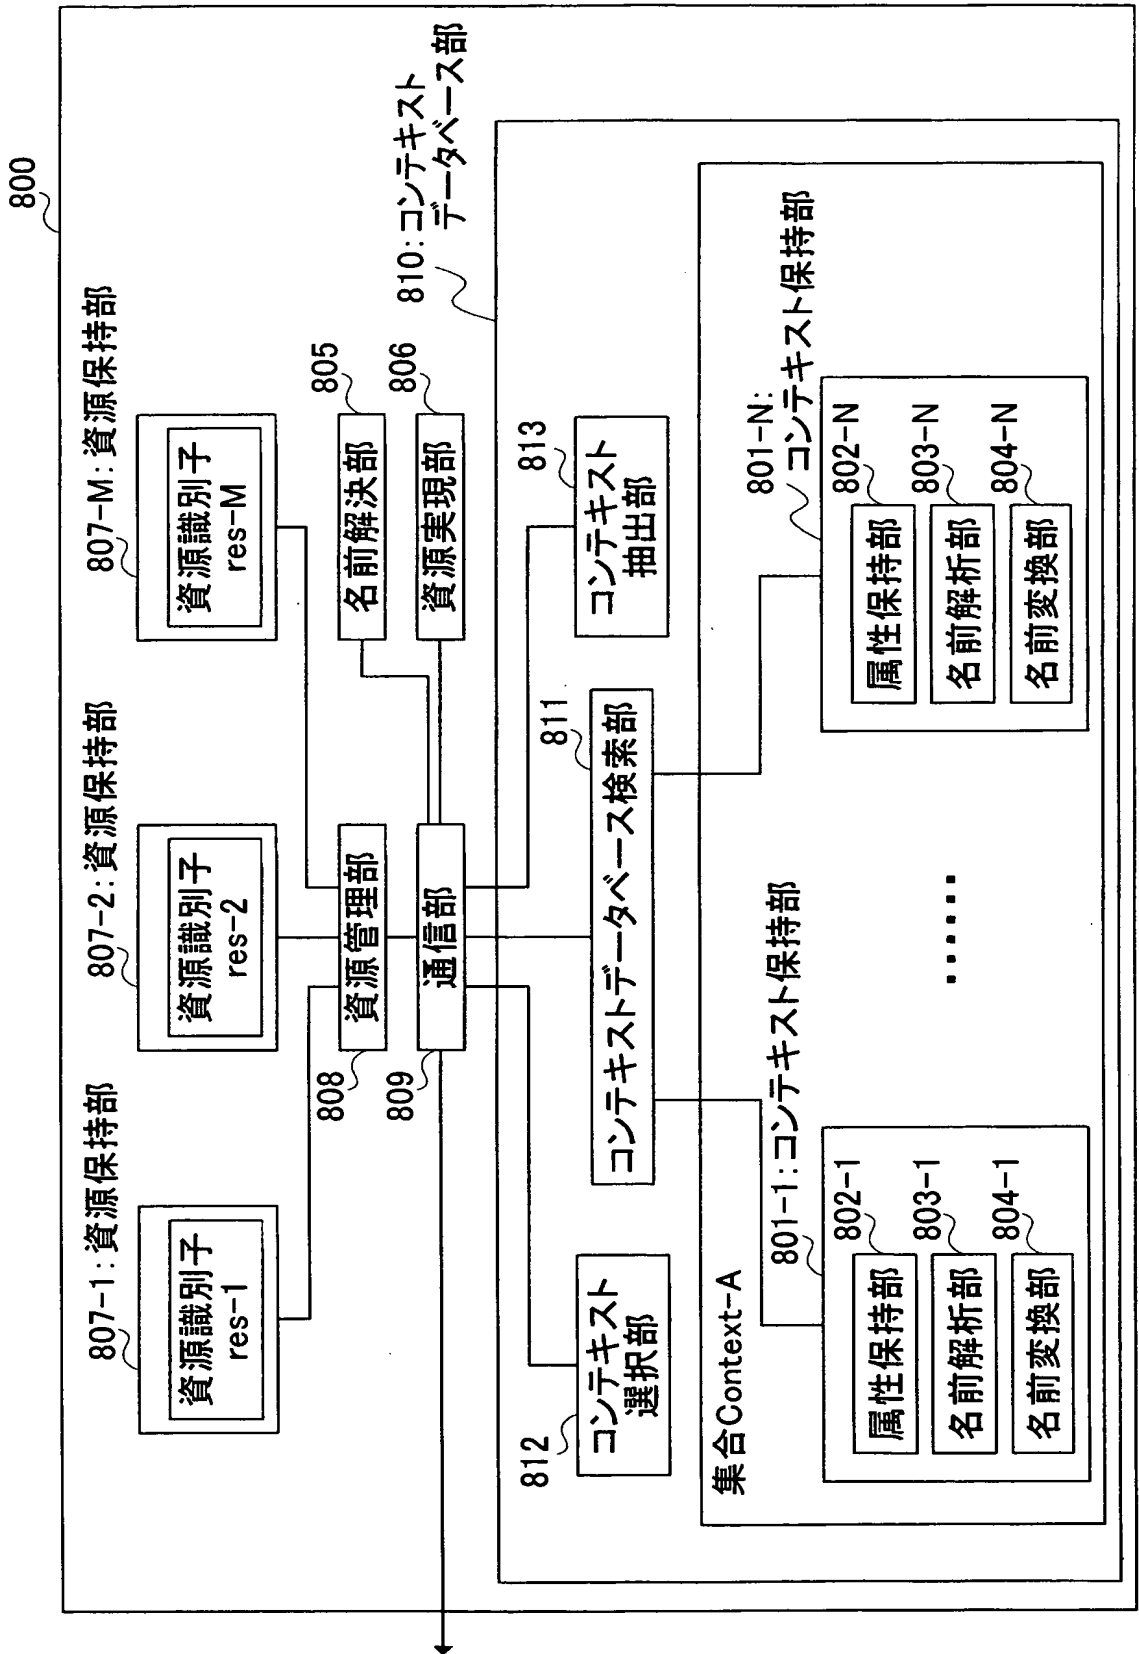 800
807-1:資源保持部
資源識別子
res-1
807-2:資源保持部
資源識別子
res-2
807-M:資源保持部
資源識別子
res-M
808
資源管理部
名前解決部
805
809
通信部
資源実現部
806
810:コンテキスト
データベース部
812
コンテキスト
選択部
811
コンテキストデータベース検索部
813
コンテキスト
抽出部
集合Context-A
801-1:コンテキスト保持部
属性保持部
802-1
名前解析部
803-1
名前変換部
804-1
......
801-N:
コンテキスト保持部
属性保持部
802-N
名前解析部
803-N
名前変換部
804-N